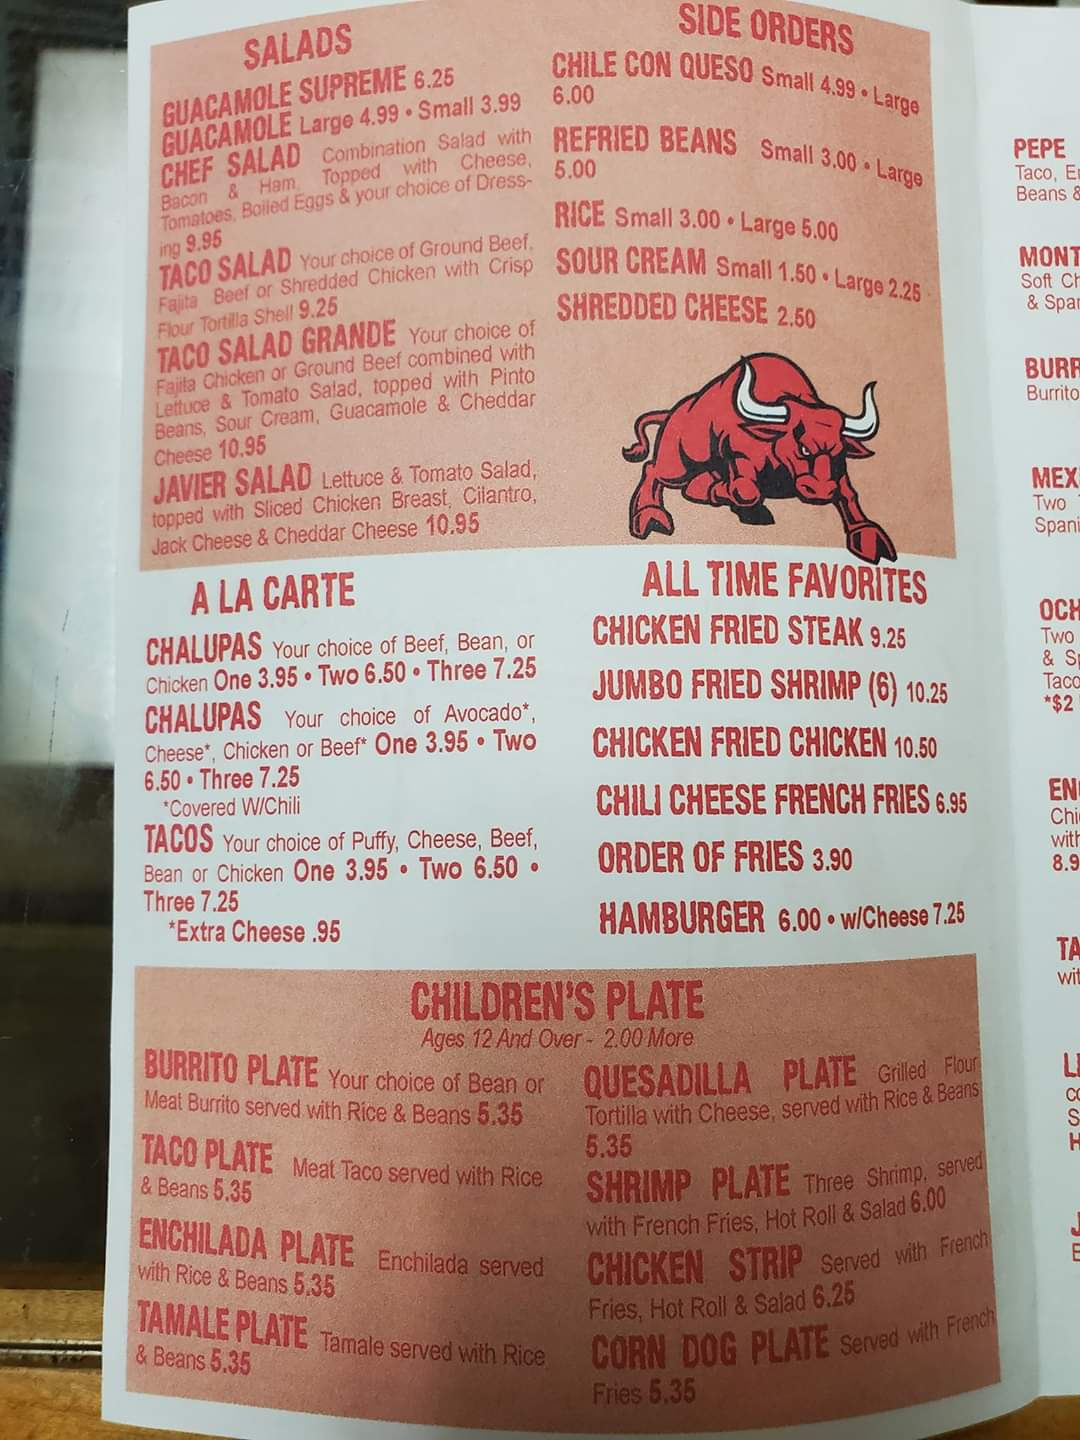 SALADS
GUACAMOLE SUPREME 6.25
GUACAMOLE Large 4.99 • Small 3.99
CHEF SALAD Combination Salad with
Bacon & Ham, Topped with Cheese,
Tomatoes, Boiled Eggs & your choice of Dress-
ing 9.95
TACO SALAD Your choice of Ground Beef,
Fajita Beef or Shredded Chicken with Crisp
Flour Tortilla Shell 9.25
TACO SALAD GRANDE Your choice of
Fajita Chicken or Ground Beef combined with
Lettuce & Tomato Salad, topped with Pinto
Beans, Sour Cream, Guacamole & Cheddar
Cheese 10.95
JAVIER SALAD Lettuce & Tomato Salad,
topped with Sliced Chicken Breast, Cilantro,
Jack Cheese & Cheddar Cheese 10.95
SIDE ORDERS
CHILE CON QUESO Small 4.99 • Large
6.00
REFRIED BEANS Small 3.00 • Large
5.00
RICE Small 3.00 • Large 5.00
SOUR CREAM Small 1.50 • Large 2.25
SHREDDED CHEESE 2.50
A LA CARTE
CHALUPAS Your choice of Beef, Bean, or
Chicken One 3.95 • Two 6.50 • Three 7.25
CHALUPAS Your choice of Avocado*,
Cheese*, Chicken or Beef* One 3.95 • Two
6.50 • Three 7.25
*Covered W/Chili
TACOS Your choice of Puffy, Cheese, Beef,
Bean or Chicken One 3.95 • Two 6.50 •
Three 7.25
*Extra Cheese .95
ALL TIME FAVORITES
CHICKEN FRIED STEAK 9.25
JUMBO FRIED SHRIMP (6) 10.25
CHICKEN FRIED CHICKEN 10.50
CHILI CHEESE FRENCH FRIES 6.95
ORDER OF FRIES 3.90
HAMBURGER 6.00 • w/Cheese 7.25
CHILDREN'S PLATE
Ages 12 And Over - 2.00 More
BURRITO PLATE Your choice of Bean or
Meat Burrito served with Rice & Beans 5.35
TACO PLATE Meat Taco served with Rice
& Beans 5.35
ENCHILADA PLATE Enchilada served
with Rice & Beans 5.35
TAMALE PLATE Tamale served with Rice
& Beans 5.35
QUESADILLA PLATE Grilled Flour
Tortilla with Cheese, served with Rice & Beans
5.35
SHRIMP PLATE Three Shrimp, served
with French Fries, Hot Roll & Salad 6.00
CHICKEN STRIP Served with French
Fries, Hot Roll & Salad 6.25
CORN DOG PLATE Served with French
Fries 5.35
PEPE
Taco,
Beans &
Soft
&
Burrito
Two
Two
&
*$2
8.9